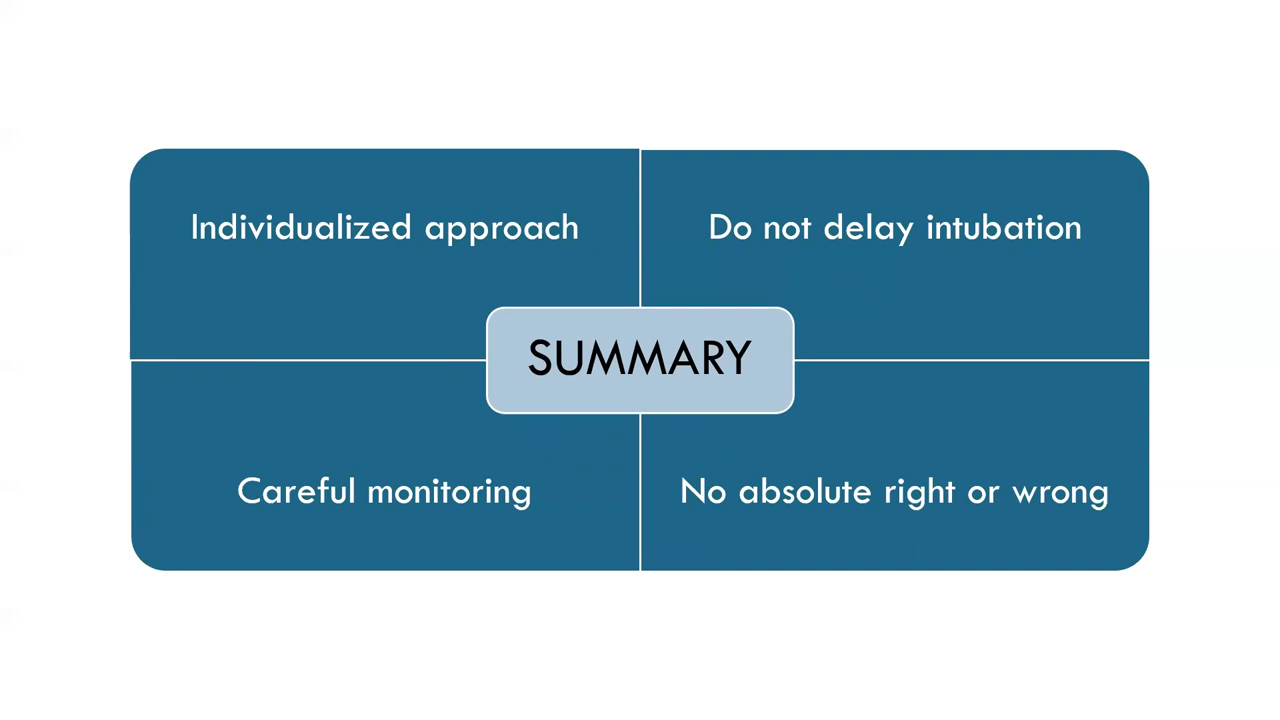 Individualized approach
Do not delay intubation
SUMMARY
Careful monitoring
No absolute right or wrong